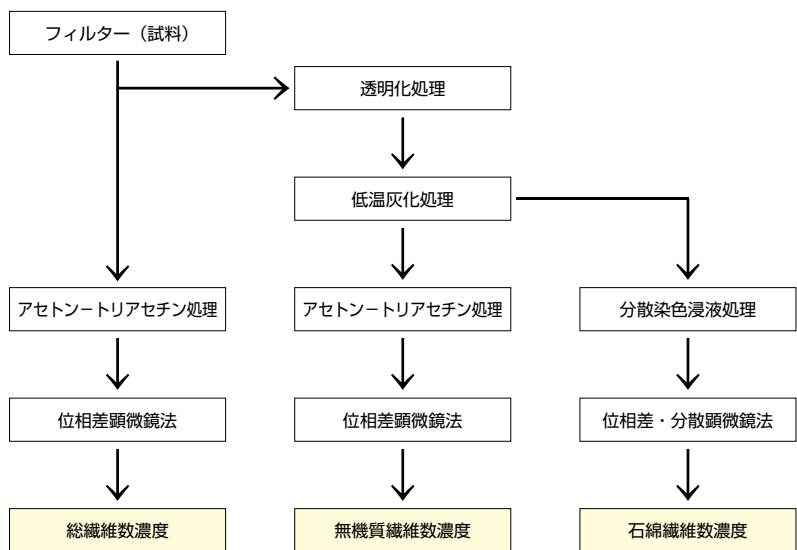 フィルター（試料）
透明化処理
低温灰化処理
アセトン－トリアセチン処理
アセトン－トリアセチン処理
分散染色浸液処理
位相差顕微鏡法
位相差顕微鏡法
位相差・分散顕微鏡法
総繊維数濃度
無機質繊維数濃度
石綿繊維数濃度